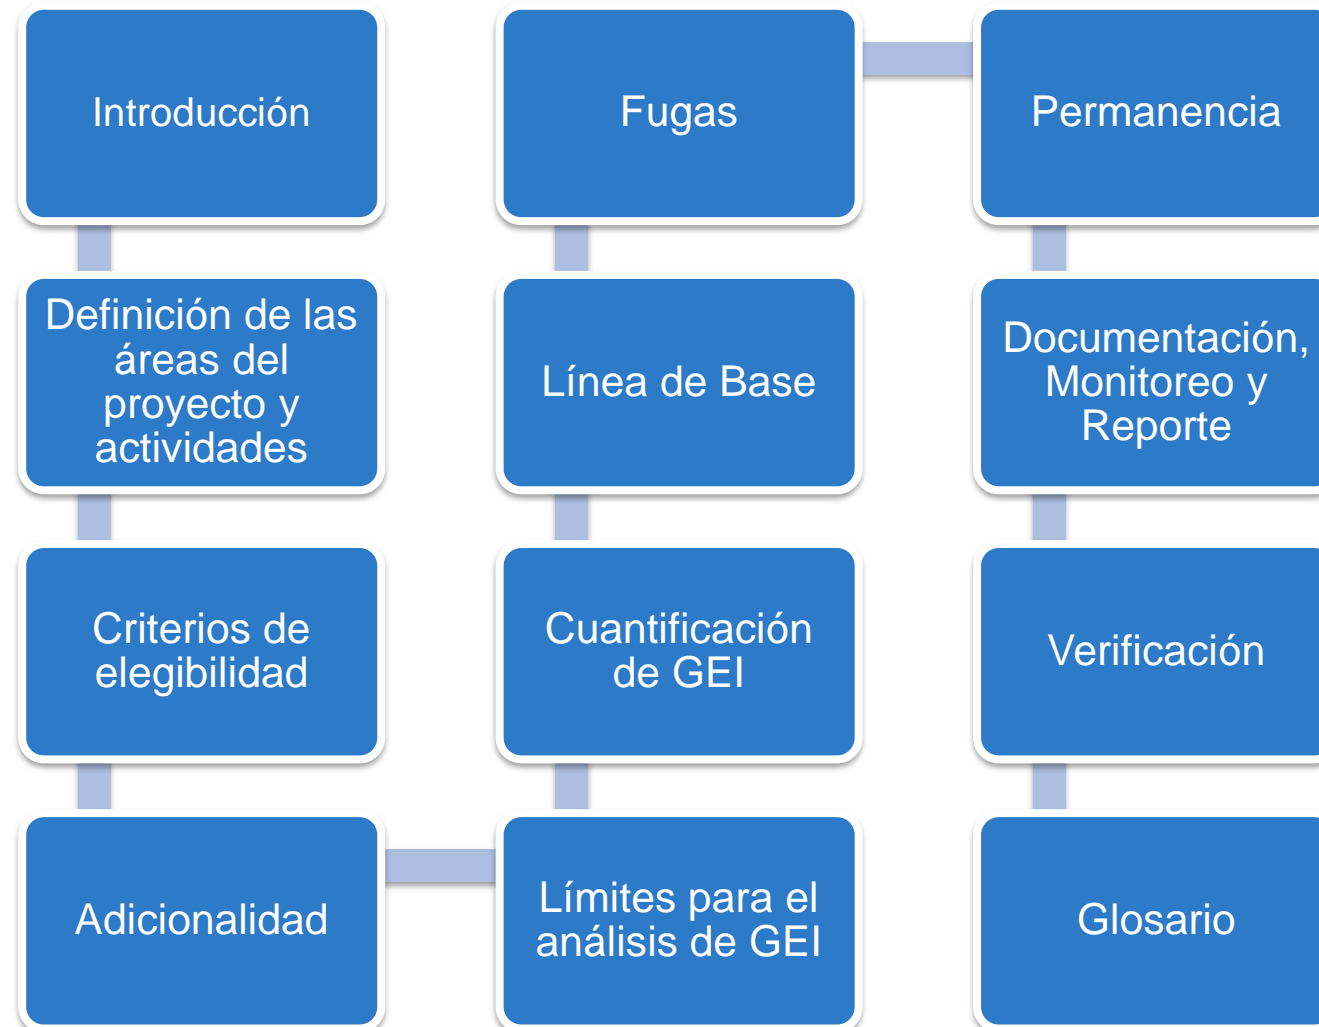 Introducción
Definición de las
áreas del
proyecto y
actividades
Criterios de
elegibilidad
Adicionalidad
Límites para el
análisis de GEI
Cuantificación
de GEI
Línea de Base
Fugas
Permanencia
Documentación,
Monitoreo y
Reporte
Verificación
Glosario